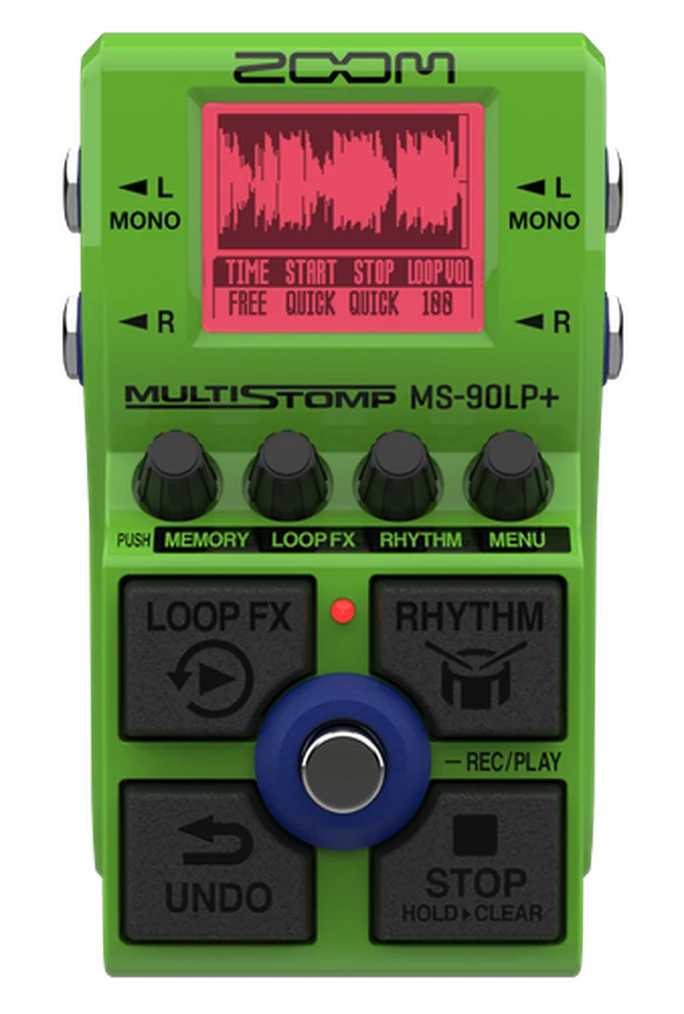 ZOOM
L
MONO
R
L
MONO
R
TIME START STOP LOOPVOL
FREE QUICK QUICK 100
MULTISTOMP MS-90LP+
PUSH MEMORY LOOP FX RHYTHM MENU
LOOP FX
RHYTHM
REC/PLAY
UNDO
STOP
HOLD CLEAR